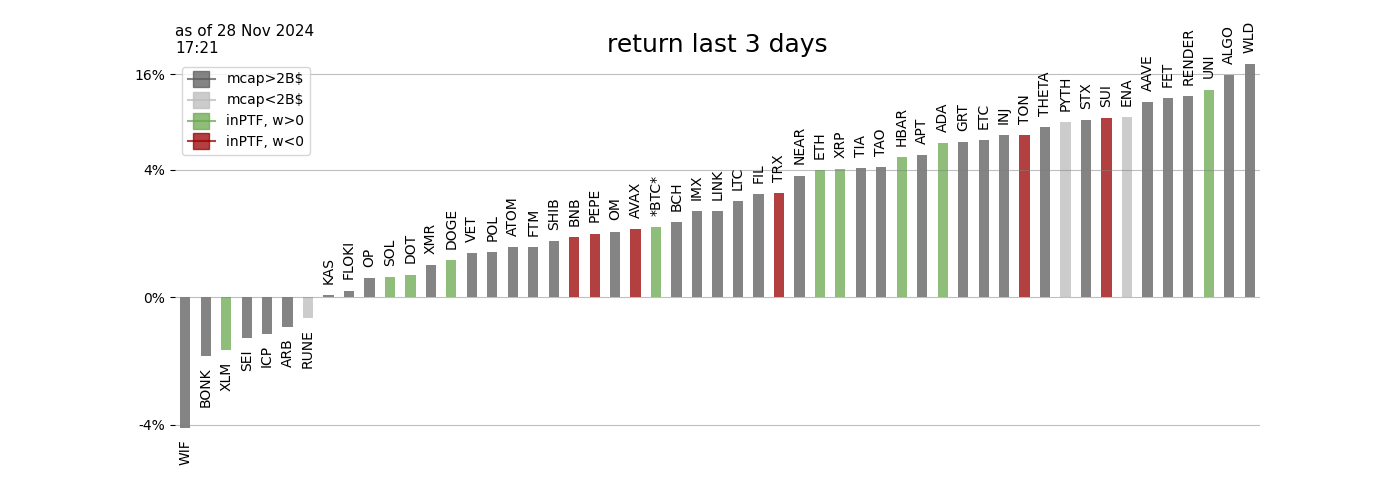 as of 28 Nov 2024
17:21
return last 3 days
16%
4%
0%
-4%
mcap>2B$
mcap<2B$
inPTF, w>0
inPTF, w<0
WIF
BONK
XLM
SEI
ICP
ARB
RUNE
KAS
FLOKI
OP
SOL
DOT
XMR
DOGE
VET
POL
ATOM
FTM
SHIB
BNB
PEPE
OM
AVAX
*BTC*
BCH
IMX
LINK
LTC
FIL
TRX
NEAR
ETH
XRP
TIA
TAO
HBAR
APT
ADA
GRT
ETC
INJ
TON
THETA
PYTH
STX
SUI
ENA
AAVE
FET
RENDER
UNI
ALGO
WLD